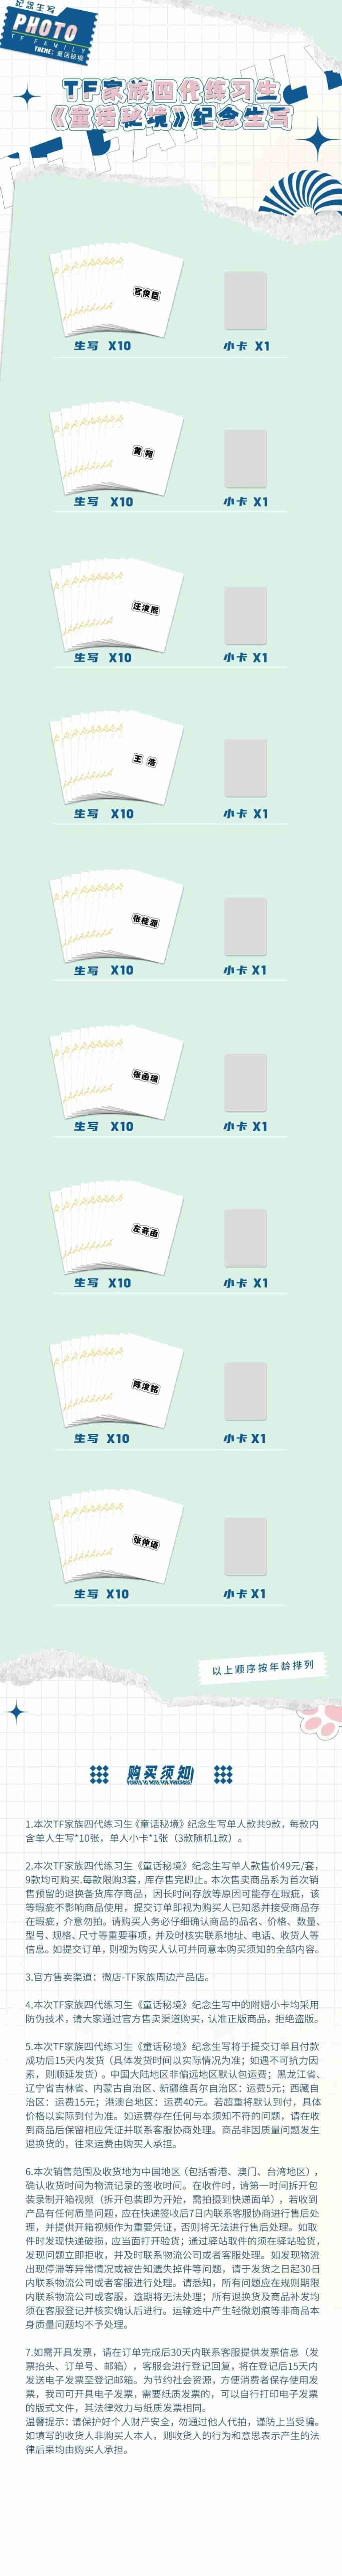 纪念生写
PHOTO
TF FAMILY
THEME: 童话秘境
TF家族四代练习生
《童话秘境》纪念生写
官俊臣
生写 X10
小卡 X1
黄朔
生写 X10
小卡 X1
汪浚熙
生写 X10
小卡 X1
王浩
生写 X10
小卡 X1
张桂源
生写 X10
小卡 X1
张函瑞
生写 X10
小卡 X1
左奇函
生写 X10
小卡 X1
陈浚铭
生写 X10
小卡 X1
张仲语
生写 X10
小卡 X1
以上顺序按年龄排列
购买须知
POINTS TO NOTE FOR PURCHASE
1.本次TF家族四代练习生《童话秘境》纪念生写单人款共9款，每款内
含单人生写*10张，单人小卡*1张（3款随机1款）。
2.本次TF家族四代练习生《童话秘境》纪念生写单人款售价49元/套，
9款均可购买.每款限购3套，库存售完即止。本次售卖商品系为首次销
售预留的退换备货库存商品，因长时间存放等原因可能存在瑕疵，该
等瑕疵不影响商品使用，提交订单即视为购买人已知悉并接受商品存
在瑕疵，介意勿拍。请购买人务必仔细确认商品的品名、价格、数量、
型号、规格、尺寸等重要事项，并及时核实联系地址、电话、收货人等
信息。如提交订单，则视为购买人认可并同意本购买须知的全部内容。
3.官方售卖渠道：微店-TF家族周边产品店。
4.本次TF家族四代练习生《童话秘境》纪念生写中的附赠小卡均采用
防伪技术，请大家通过官方售卖渠道购买，认准正版商品，拒绝盗版。
5.本次TF家族四代练习生《童话秘境》纪念生写将于提交订单且付款
成功后15天内发货（具体发货时间以实际情况为准；如遇不可抗力因
素，则顺延发货）。中国大陆地区非偏远地区默认包运费；黑龙江省、
辽宁省吉林省、内蒙古自治区、新疆维吾尔自治区：运费5元；西藏自
治区：运费15元；港澳台地区：运费40元。若超重将默认到付，具体
价格以实际到付为准。如运费存在任何与本须知不符的问题，请在收
到商品后保留相应凭证并联系客服协商处理。商品非因质量问题发生
退换货的，往来运费由购买人承担。
6.本次销售范围及收货地为中国地区（包括香港、澳门、台湾地区），
确认收货时间为物流记录的签收时间。在收件时，请第一时间拆开包
装录制开箱视频（拆开包装即为开始，需拍摄到快递面单），若收到
产品有任何质量问题，应在快递签收后7日内联系客服协商进行售后处
理，并提供开箱视频作为重要凭证，否则将无法进行售后处理。如取
件时发现快递破损，应当面打开验货；通过驿站取件的须在驿站验货，
发现问题立即拒收，并及时联系物流公司或者客服处理。如发现物流
出现停滞等异常情况或被告知遗失掉件等问题，请于发货之日起30日
内联系物流公司或者客服进行处理。请悉知，所有问题应在规则期限
内联系物流公司或客服，逾期将无法处理；所有退换货及商品补发均
须在客服登记并核实确认后进行。运输途中产生轻微划痕等非商品本
身质量问题均不予处理。
7.如需开具发票，请在订单完成后30天内联系客服提供发票信息（发
票抬头、订单号、邮箱），客服会进行登记回复，将在登记后15天内
发送电子发票至登记邮箱。为节约社会资源，方便消费者保存使用发
票，我司可开具电子发票，需要纸质发票的，可以自行打印电子发票
的版式文件，其法律效力与纸质发票相同。
温馨提示：请保护好个人财产安全，勿通过他人代拍，谨防上当受骗。
如填写的收货人非购买人本人，则收货人的行为和意思表示产生的法
律后果均由购买人承担。